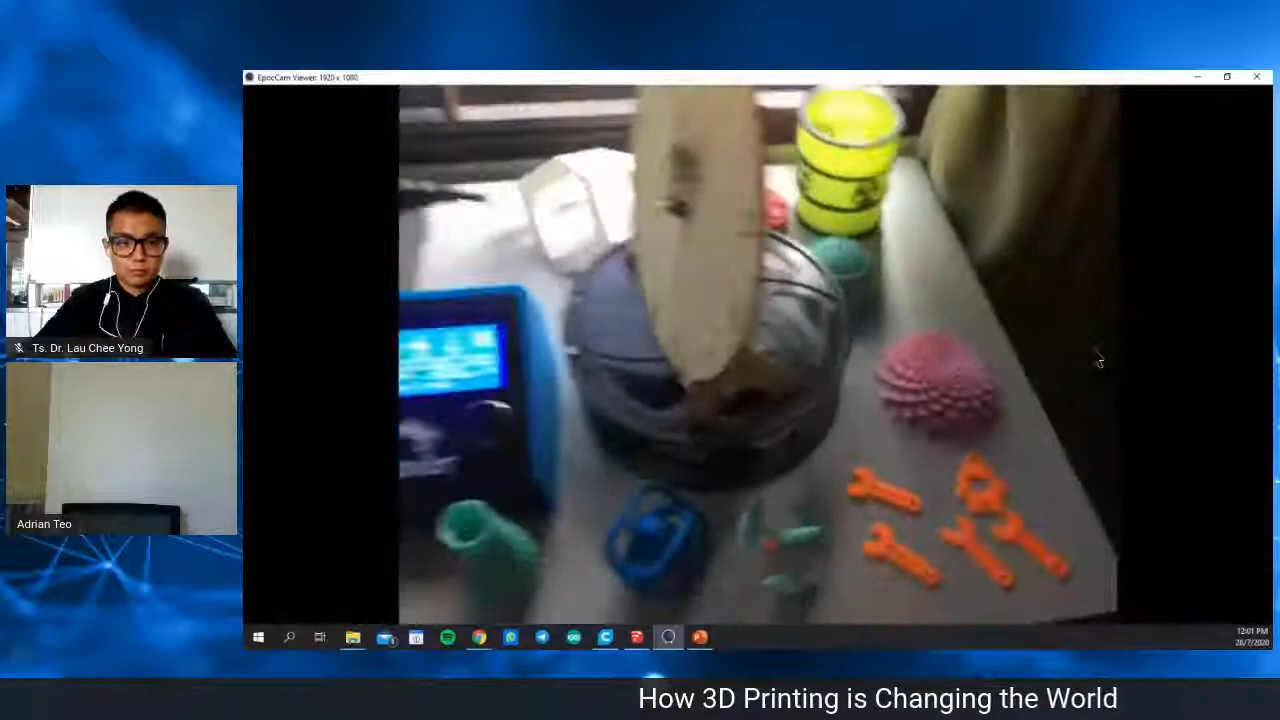 EpocCam Viewer: 1920 x 1080
Ts. Dr. Lau Chee Yong
Adrian Teo
12:01 PM
28/7/2020
How 3D Printing is Changing the World